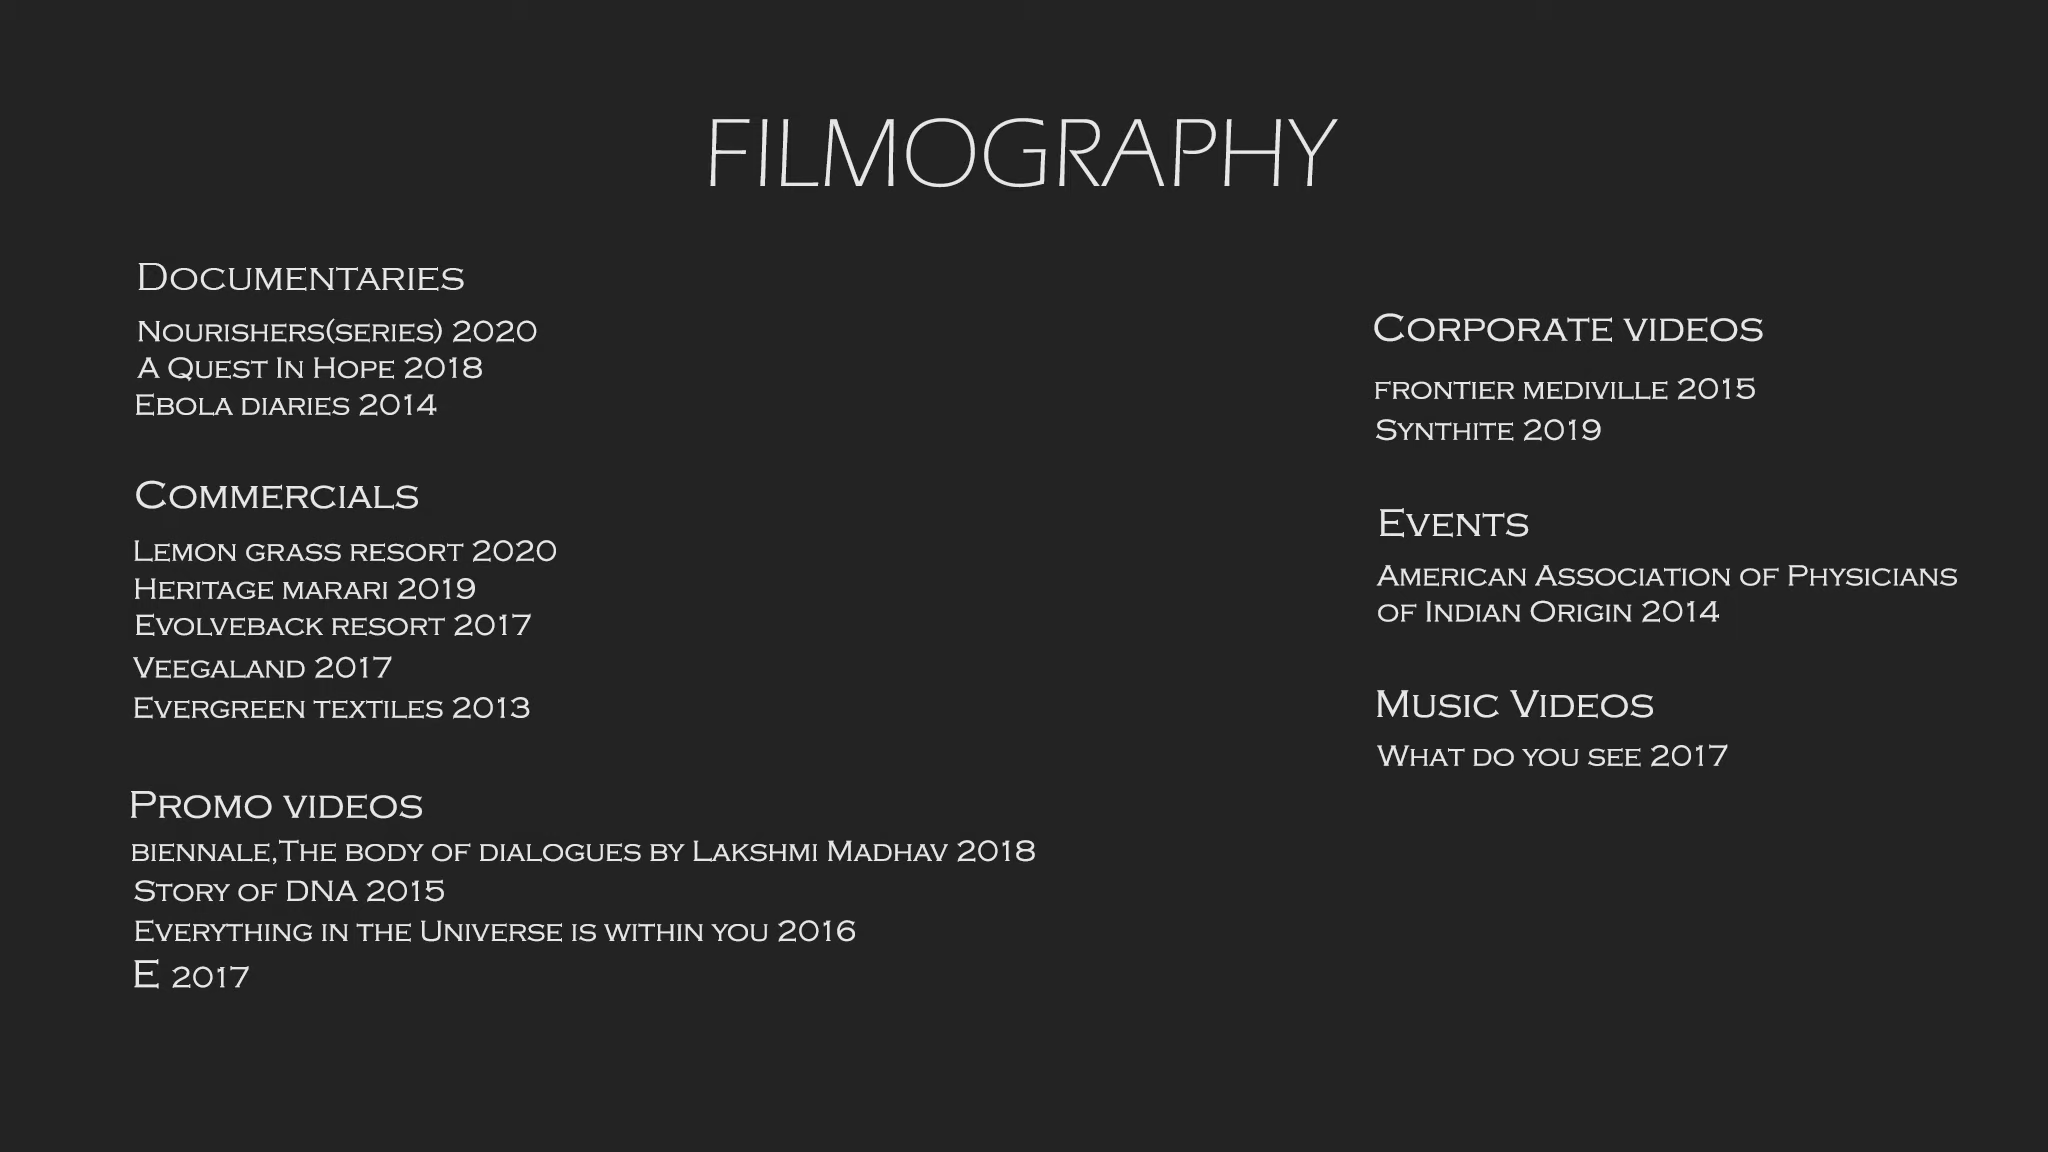 FILMOGRAPHY
Documentaries
Nourishers(series) 2020
A Quest In Hope 2018
Ebola diaries 2014
Commercials
Lemon grass resort 2020
Heritage marari 2019
Evolveback resort 2017
Veegaland 2017
Evergreen textiles 2013
Promo videos
biennale,The body of dialogues by Lakshmi Madhav 2018
Story of DNA 2015
Everything in the Universe is within you 2016
E 2017
Corporate videos
frontier mediville 2015
Synthite 2019
Events
American Association of Physicians
of Indian Origin 2014
Music Videos
What do you see 2017